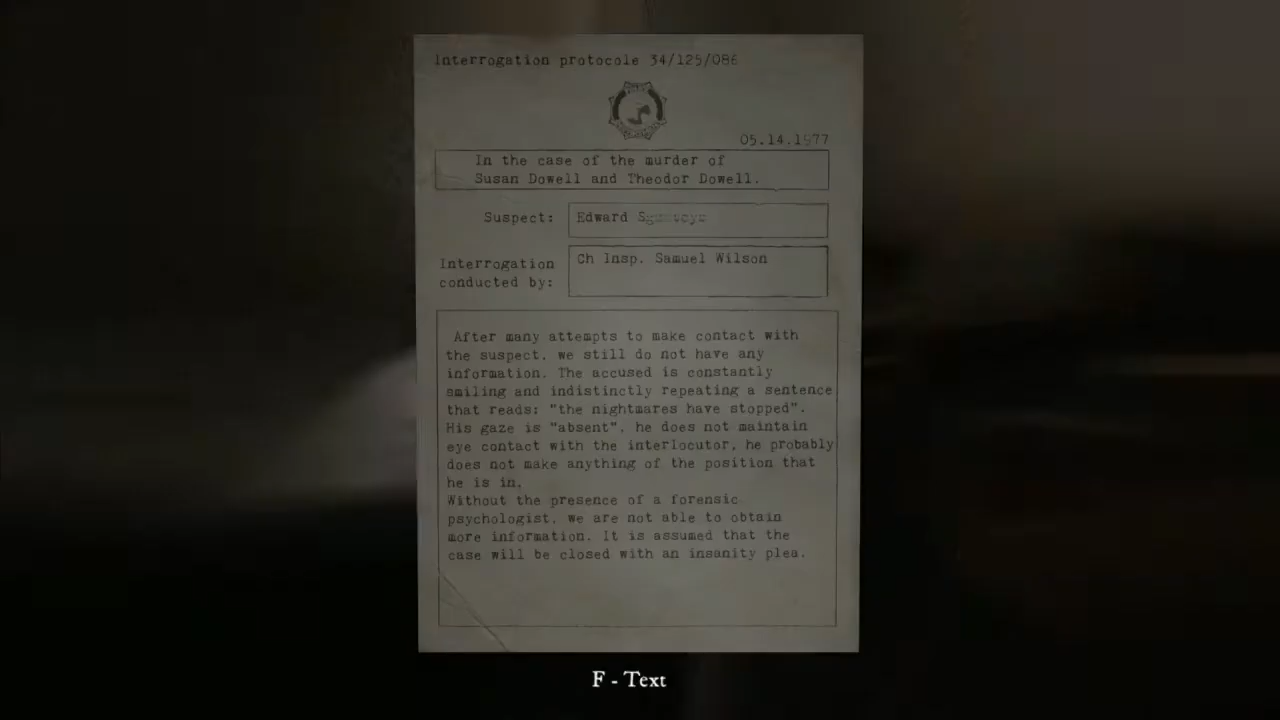 Interrogation protocole 34/125/086
05.14.1977
In the case of the murder of
Susan Dowell and Theodor Dowell.
Suspect: Edward
Interrogation
conducted by:
Ch Insp. Samuel Wilson
After many attempts to make contact with
the suspect, we still do not have any
information. The accused is constantly
smiling and indistinctly repeating a sentence
that reads: "the nightmares have stopped".
His gaze is "absent", he does not maintain
eye contact with the interlocutor, he probably
does not make anything of the position that
he is in.
Without the presence of a forensic
psychologist, we are not able to obtain
more information. It is assumed that the
case will be closed with an insanity plea.
F - Text